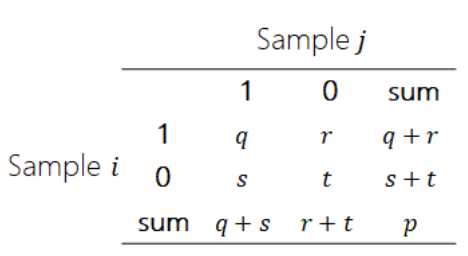 Sample j
1 0 sum
1 q r q + r
Sample i
0 s t s + t
sum q + s r + t p